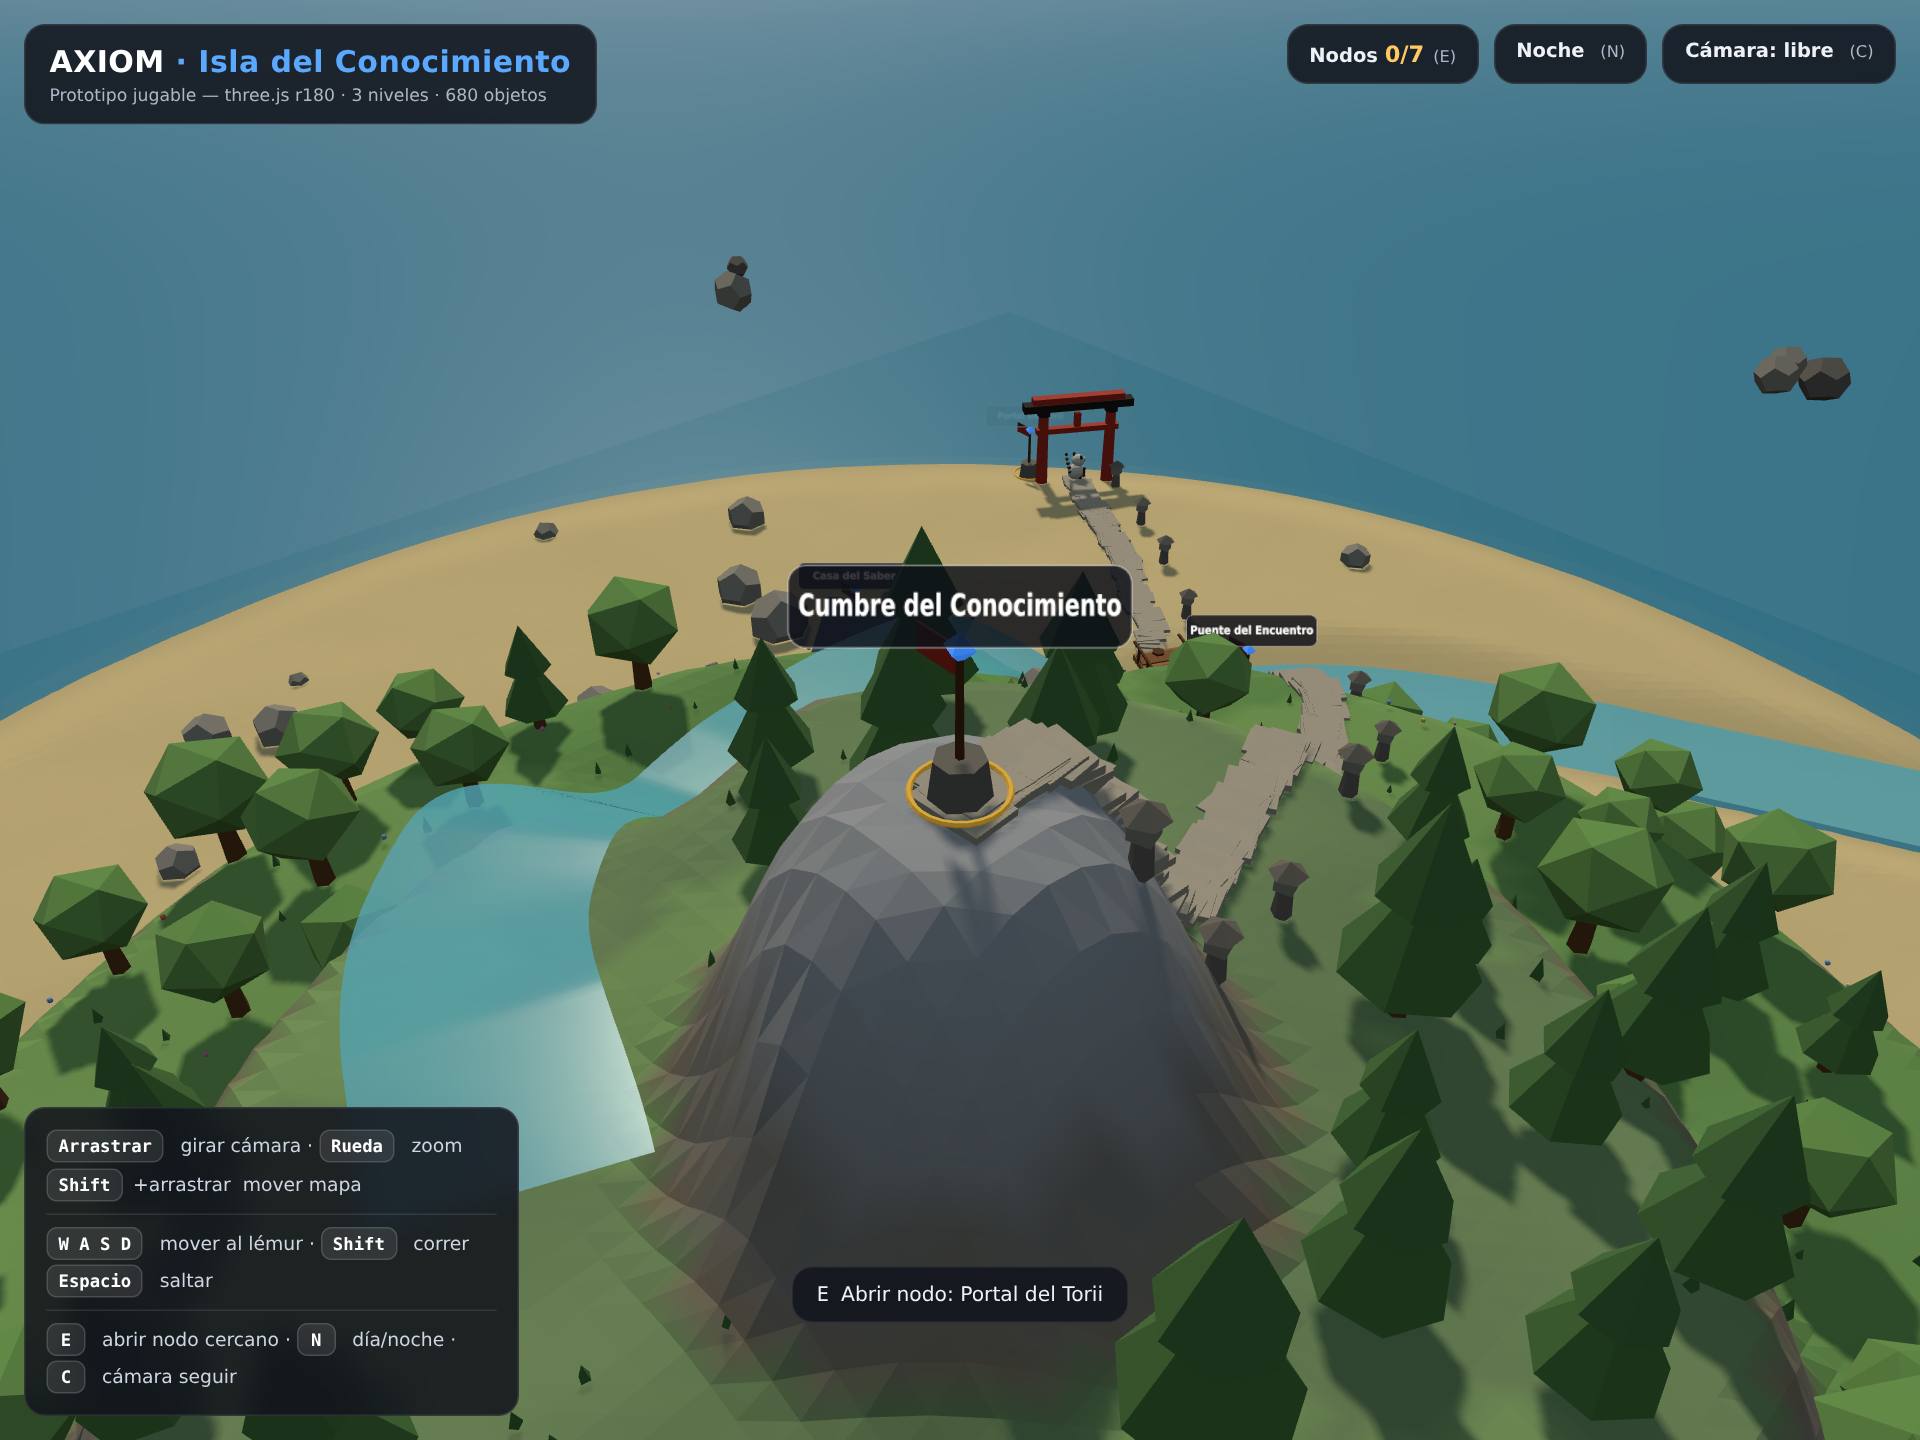 AXIOM · Isla del Conocimiento
Prototipo jugable — three.js r180 · 3 niveles · 680 objetos
Nodos 0/7 (E)
Noche (N)
Cámara: libre (C)
Casa del Saber
Cumbre del Conocimiento
Puente del Encuentro
Arrastrar girar cámara · Rueda zoom
Shift +arrastrar mover mapa
W A S D mover al lémur · Shift correr
Espacio saltar
E abrir nodo cercano · N día/noche ·
C cámara seguir
E Abrir nodo: Portal del Torii